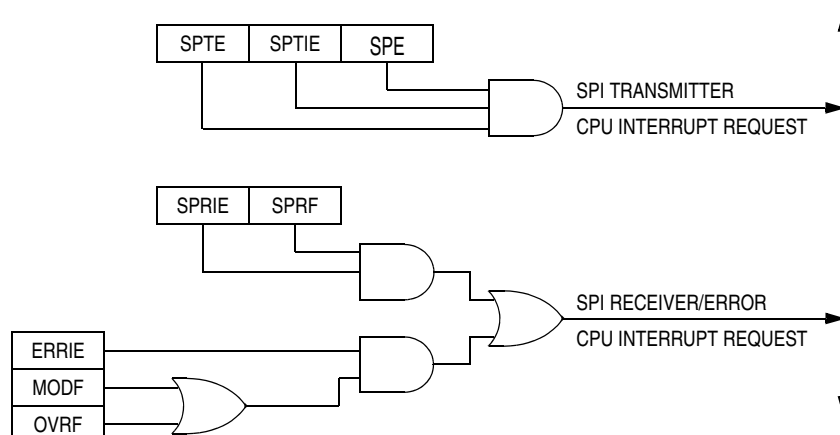 SPTE SPTIE SPE
SPI TRANSMITTER
CPU INTERRUPT REQUEST
SPRIE SPRF
SPI RECEIVER/ERROR
CPU INTERRUPT REQUEST
ERRIE
MODF
OVRF